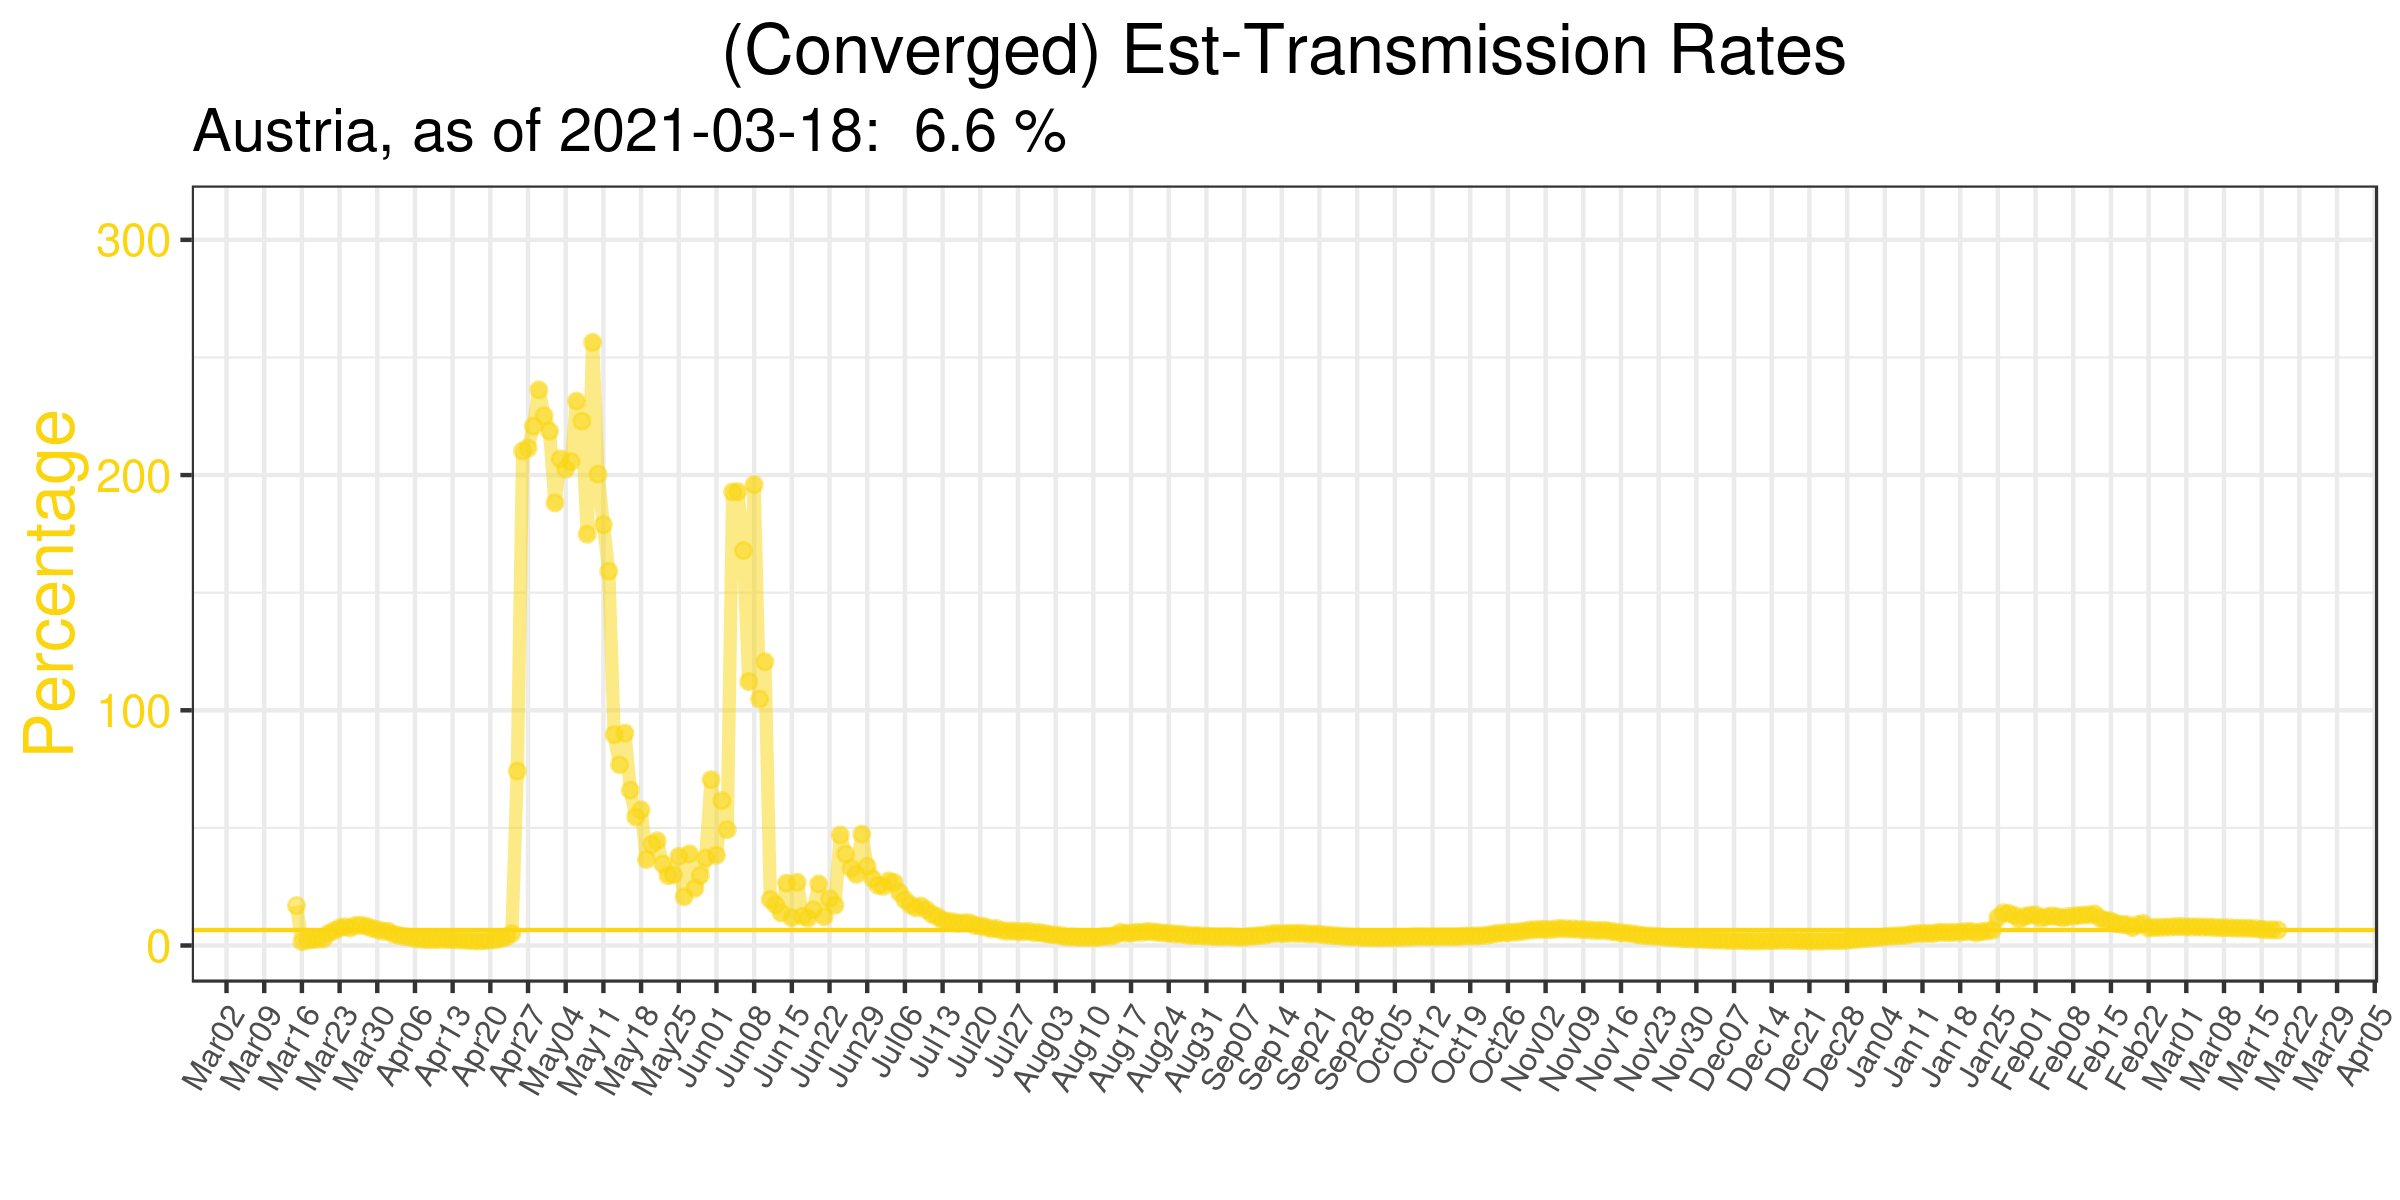 (Converged) Est-Transmission Rates
Austria, as of 2021-03-18:  6.6 %
Percentage
300
200
100
0
Mar02
Mar09
Mar16
Mar23
Mar30
Apr06
Apr13
Apr20
Apr27
May04
May11
May18
May25
Jun01
Jun08
Jun15
Jun22
Jun29
Jul06
Jul13
Jul20
Jul27
Aug03
Aug10
Aug17
Aug24
Aug31
Sep07
Sep14
Sep21
Sep28
Oct05
Oct12
Oct19
Oct26
Nov02
Nov09
Nov16
Nov23
Nov30
Dec07
Dec14
Dec21
Dec28
Jan04
Jan11
Jan18
Jan25
Feb01
Feb08
Feb15
Feb22
Mar01
Mar08
Mar15
Mar22
Mar29
Apr05